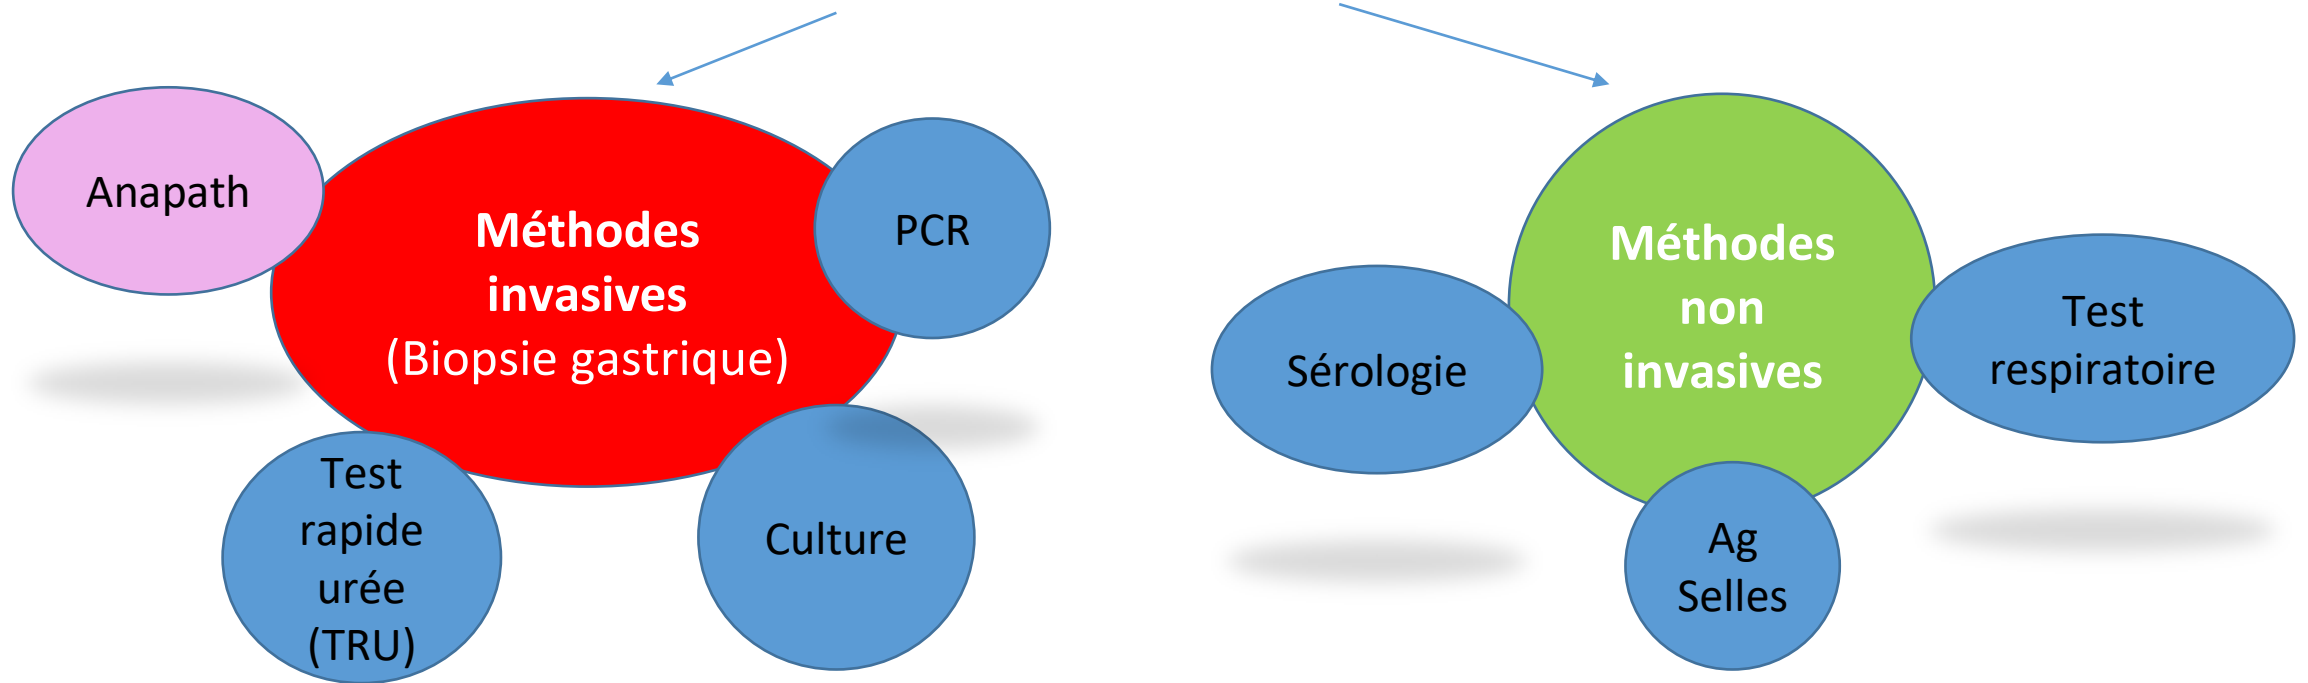 Anapath
Méthodes
invasives
(Biopsie gastrique)
PCR
Test
rapide
urée
(TRU)
Culture
Méthodes
non
invasives
Sérologie
Test
respiratoire
Ag
Selles